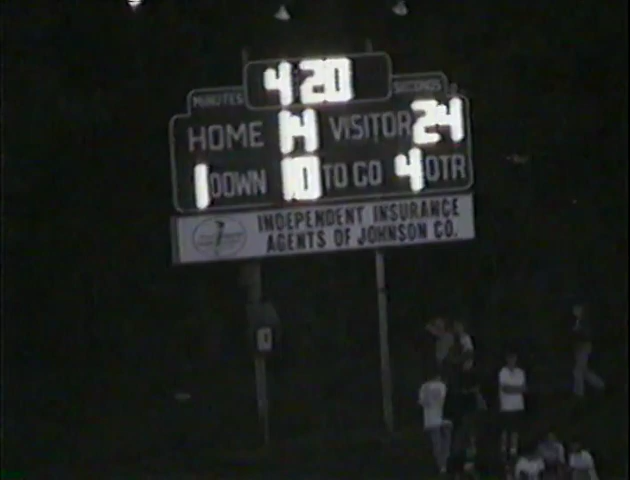 4 20
MINUTES SECONDS
HOME 14 VISITOR 24
1 DOWN 10 TO GO 4 QTR
INDEPENDENT INSURANCE
AGENTS OF JOHNSON CO.
0